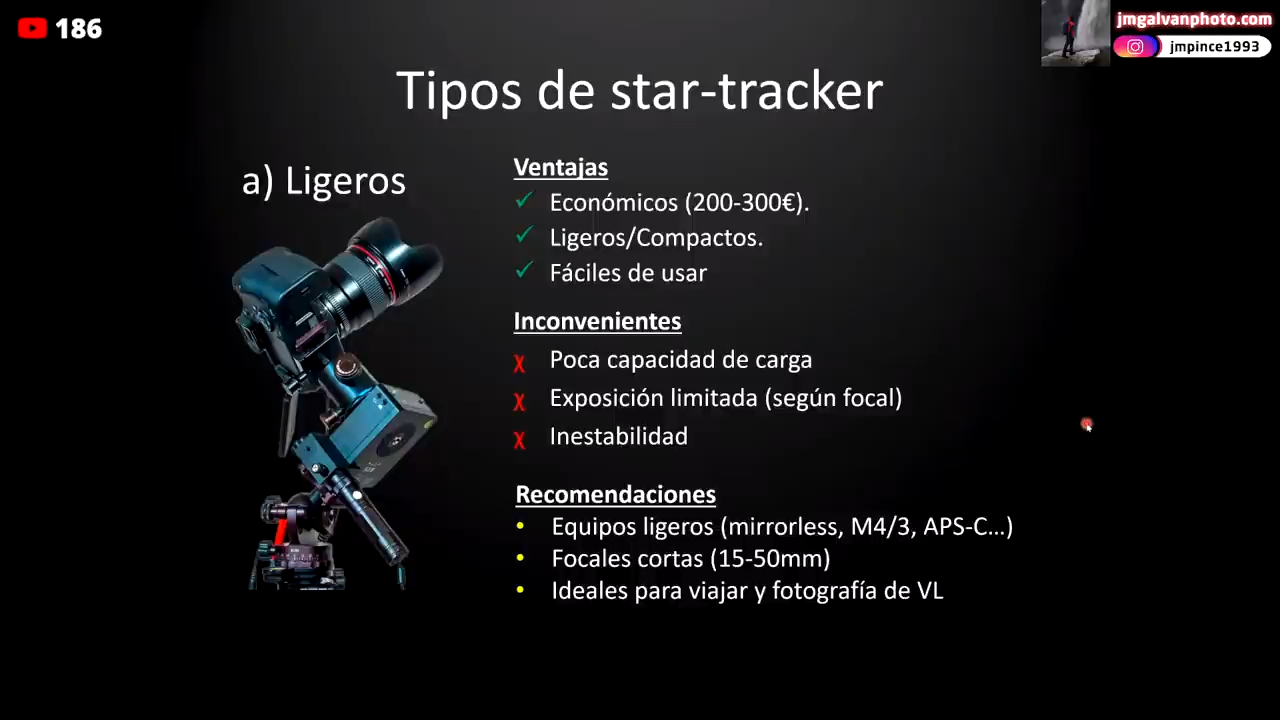 186
jmgalvanphoto.com
jmpince1993
Tipos de star-tracker
a) Ligeros
Ventajas
✓ Económicos (200-300€).
✓ Ligeros/Compactos.
✓ Fáciles de usar
Inconvenientes
χ Poca capacidad de carga
χ Exposición limitada (según focal)
χ Inestabilidad
Recomendaciones
• Equipos ligeros (mirrorless, M4/3, APS-C...)
• Focales cortas (15-50mm)
• Ideales para viajar y fotografía de VL